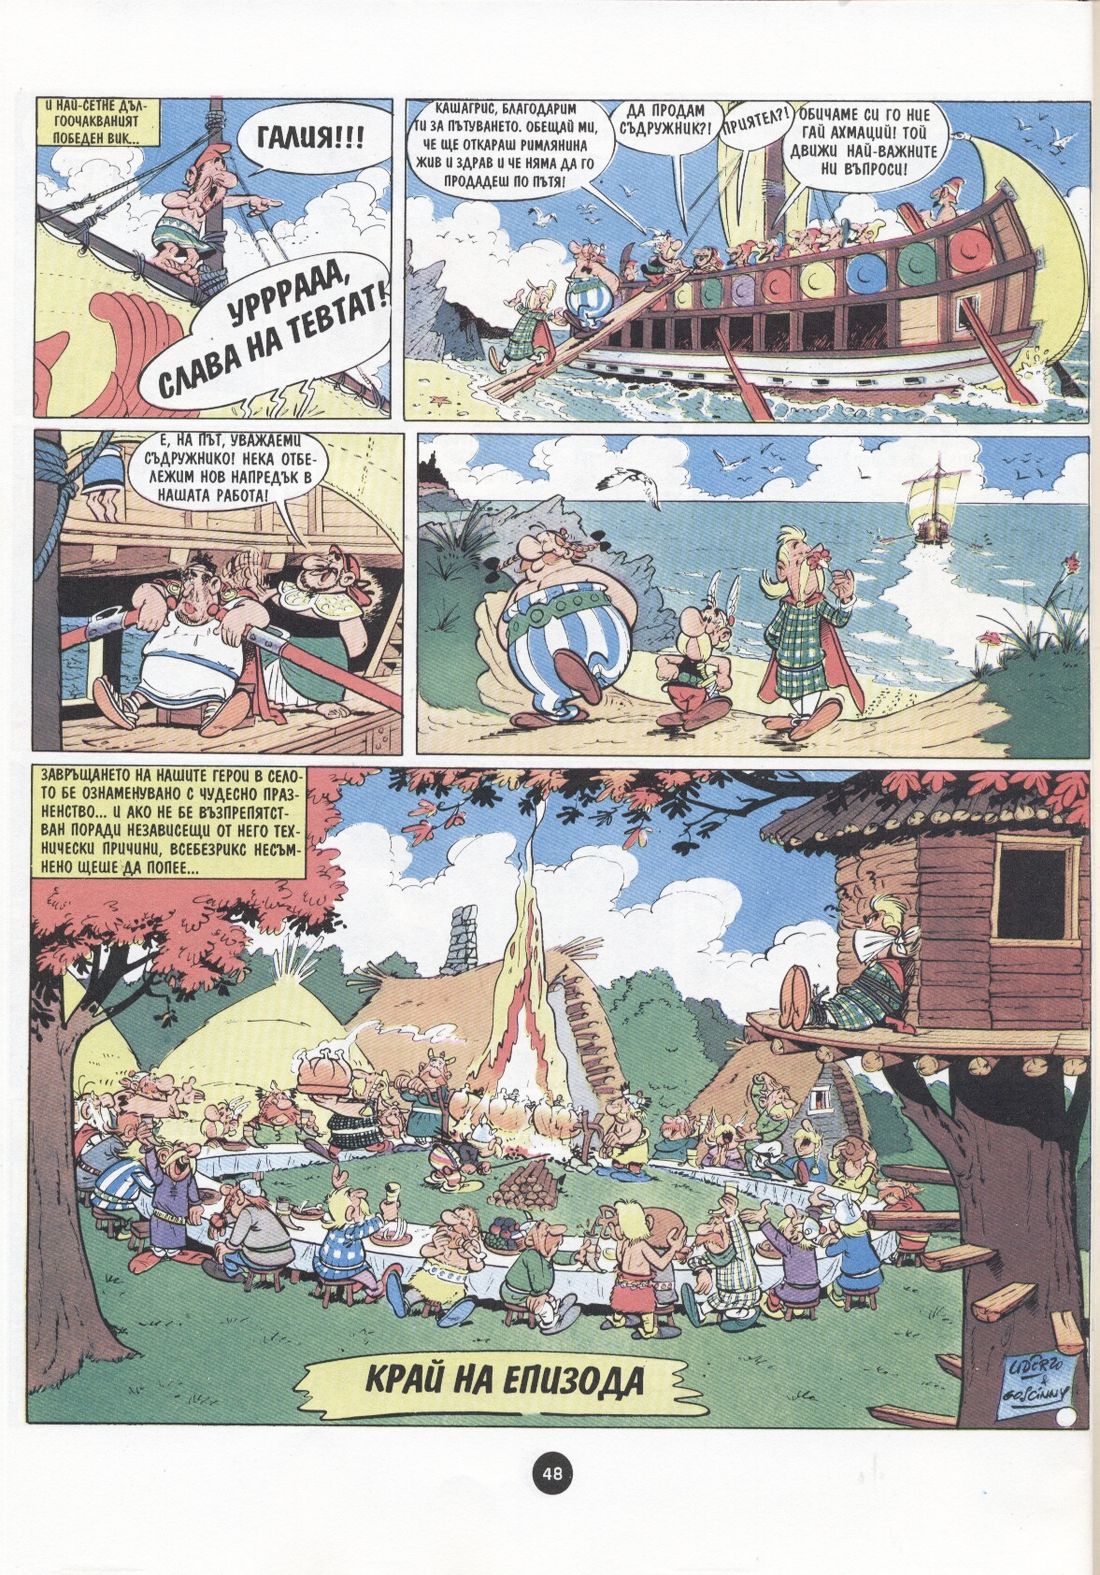 И НАЙ-СЕТНЕ ДЪЛ-
ГООЧАКВАНИЯТ
ПОБЕДЕН ВИК...
ГАЛИЯ!!!
УРРРААА,
СЛАВА НА ТЕВТАТ!
КАШАГРИС, БЛАГОДАРИМ
ТИ ЗА ПЪТУВАНЕТО. ОБЕЩАЙ МИ,
ЧЕ ЩЕ ОТКАРАШ РИМЛЯНИНА
ЖИВ И ЗДРАВ И ЧЕ НЯМА ДА ГО
ПРОДАДЕШ ПО ПЪТЯ!
ДА ПРОДАМ
СЪДРУЖНИК?!
ПРИЯТЕЛ?!
ОБИЧАМЕ СИ ГО НИЕ
ГАЙ АХМАЦИЙ! ТОЙ
ДВИЖИ НАЙ-ВАЖНИТЕ
НИ ВЪПРОСИ!
Е, НА ПЪТ, УВАЖАЕМИ
СЪДРУЖНИКО! НЕКА ОТБЕ-
ЛЕЖИМ НОВ НАПРЕДЪК В
НАШАТА РАБОТА!
ЗАВРЪЩАНЕТО НА НАШИТЕ ГЕРОИ В СЕЛО-
ТО БЕ ОЗНАМЕНУВАНО С ЧУДЕСНО ПРАЗ-
НЕНСТВО... И АКО НЕ БЕ ВЪЗПРЕПЯТСТ-
ВАН ПОРАДИ НЕЗАВИСЕЩИ ОТ НЕГО ТЕХ-
НИЧЕСКИ ПРИЧИНИ, ВСЕБЕЗРИКС НЕСЪМ-
НЕНО ЩЕШЕ ДА ПОПЕЕ...
КРАЙ НА ЕПИЗОДА
UDERZO
&
GOSCINNY
48